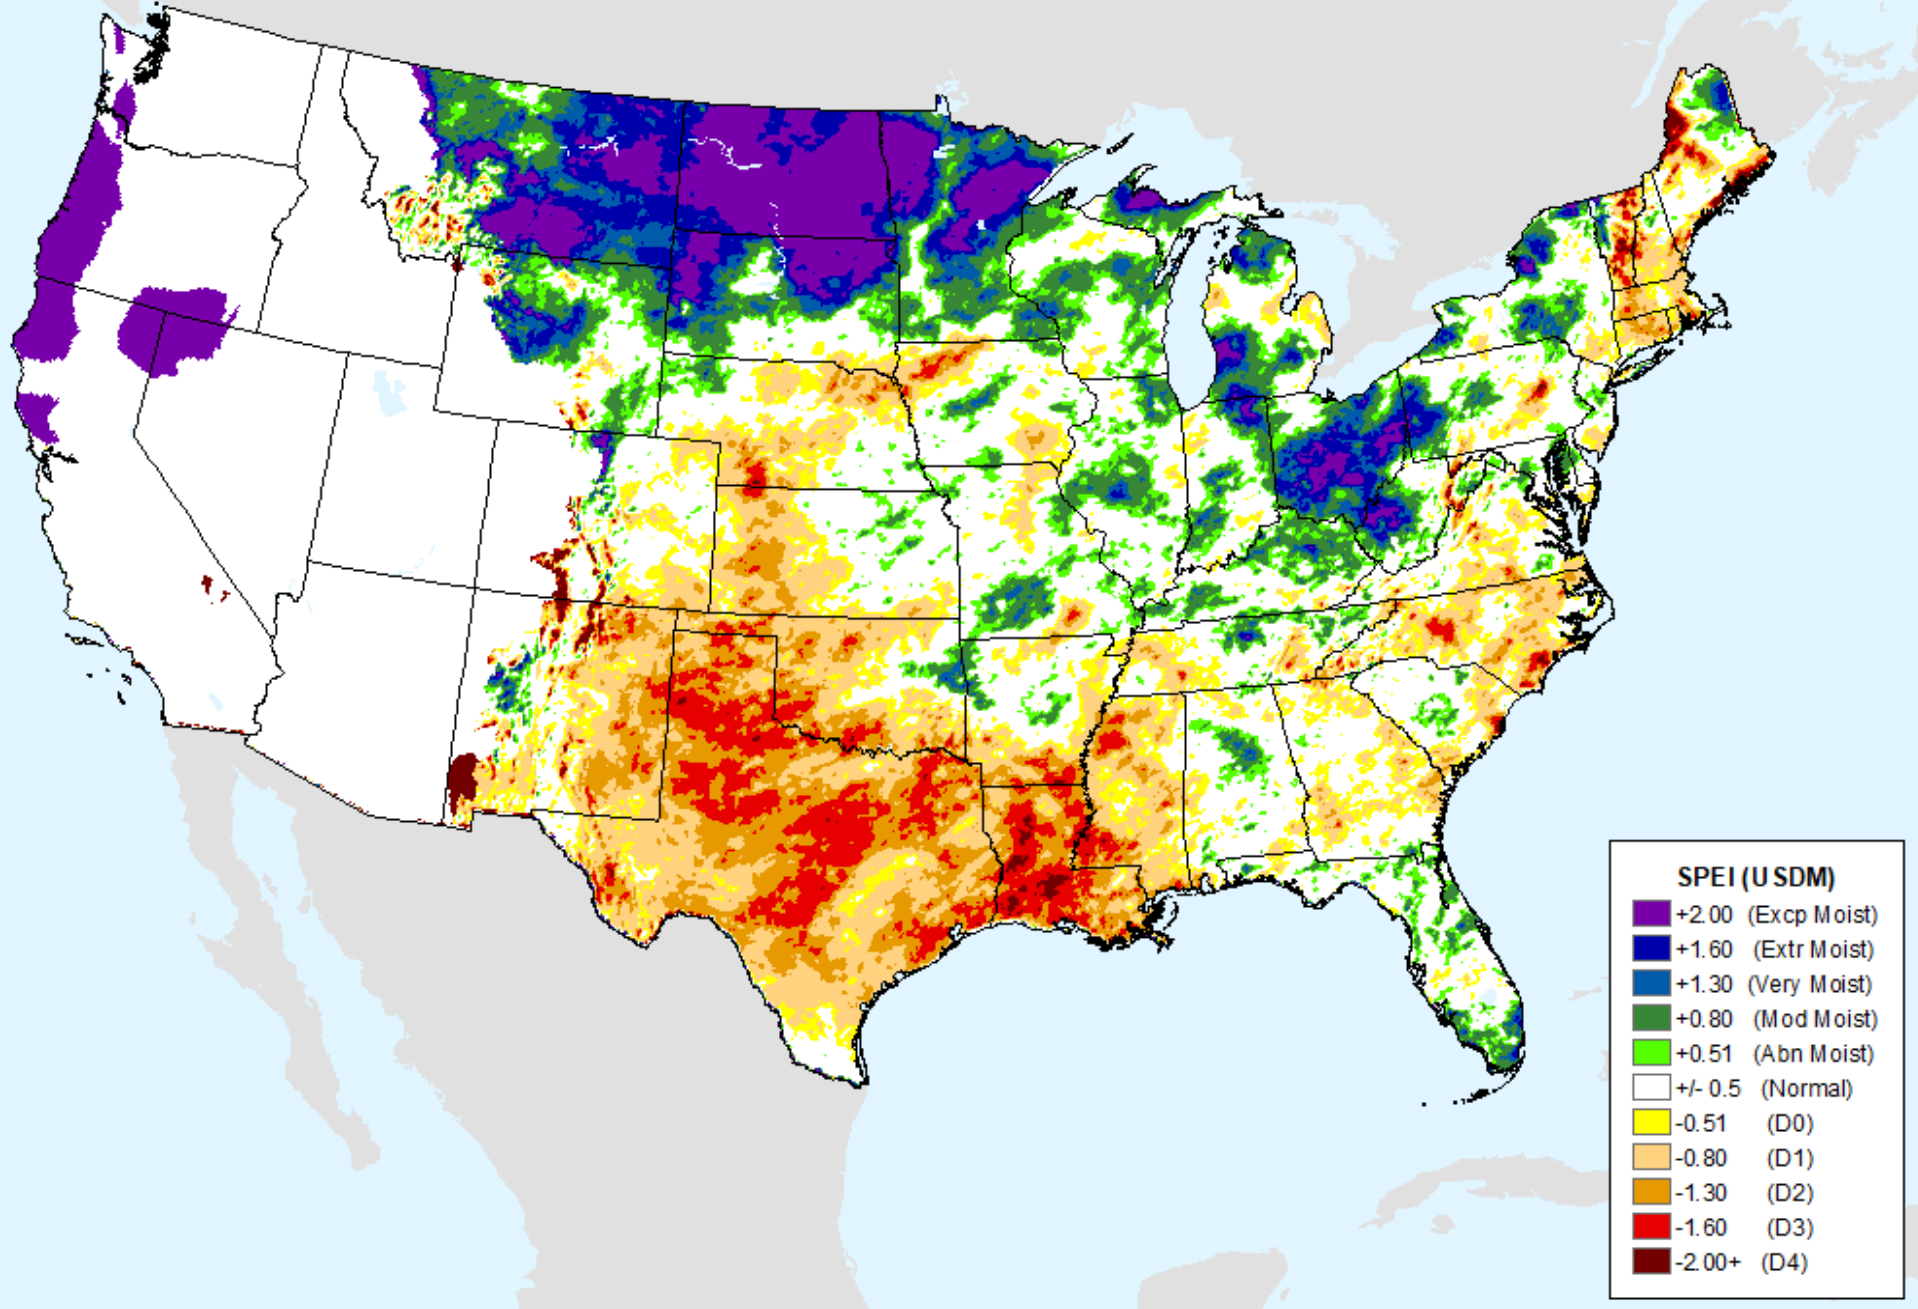 SPEI (USDM)
+2.00 (Excp Moist)
+1.60 (Extr Moist)
+1.30 (Very Moist)
+0.80 (Mod Moist)
+0.51 (Abn Moist)
+/- 0.5 (Normal)
-0.51 (D0)
-0.80 (D1)
-1.30 (D2)
-1.60 (D3)
-2.00+ (D4)